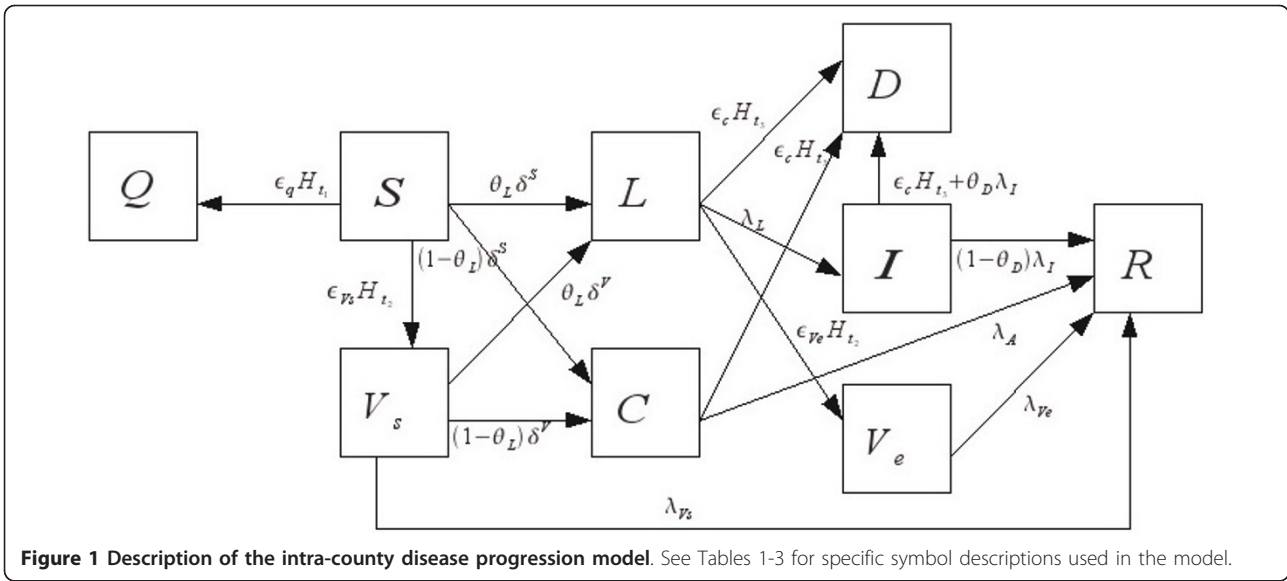 D
ϵ_c H_{t_3}
ϵ_c H_{t_3}
Q
ϵ_q H_{t_1}
S
θ_L δ^S
L
ϵ_c H_{t_3}+θ_D λ_I
λ_L
I
(1-θ_D)λ_I
R
(1-θ_L)δ^S
ϵ_{Vs} H_{t_2}
θ_L δ^V
ϵ_{Ve} H_{t_2}
λ_A
V_s
C
(1-θ_L)δ^V
V_e
λ_{Ve}
λ_{Vs}
Figure 1 Description of the intra-county disease progression model. See Tables 1-3 for specific symbol descriptions used in the model.